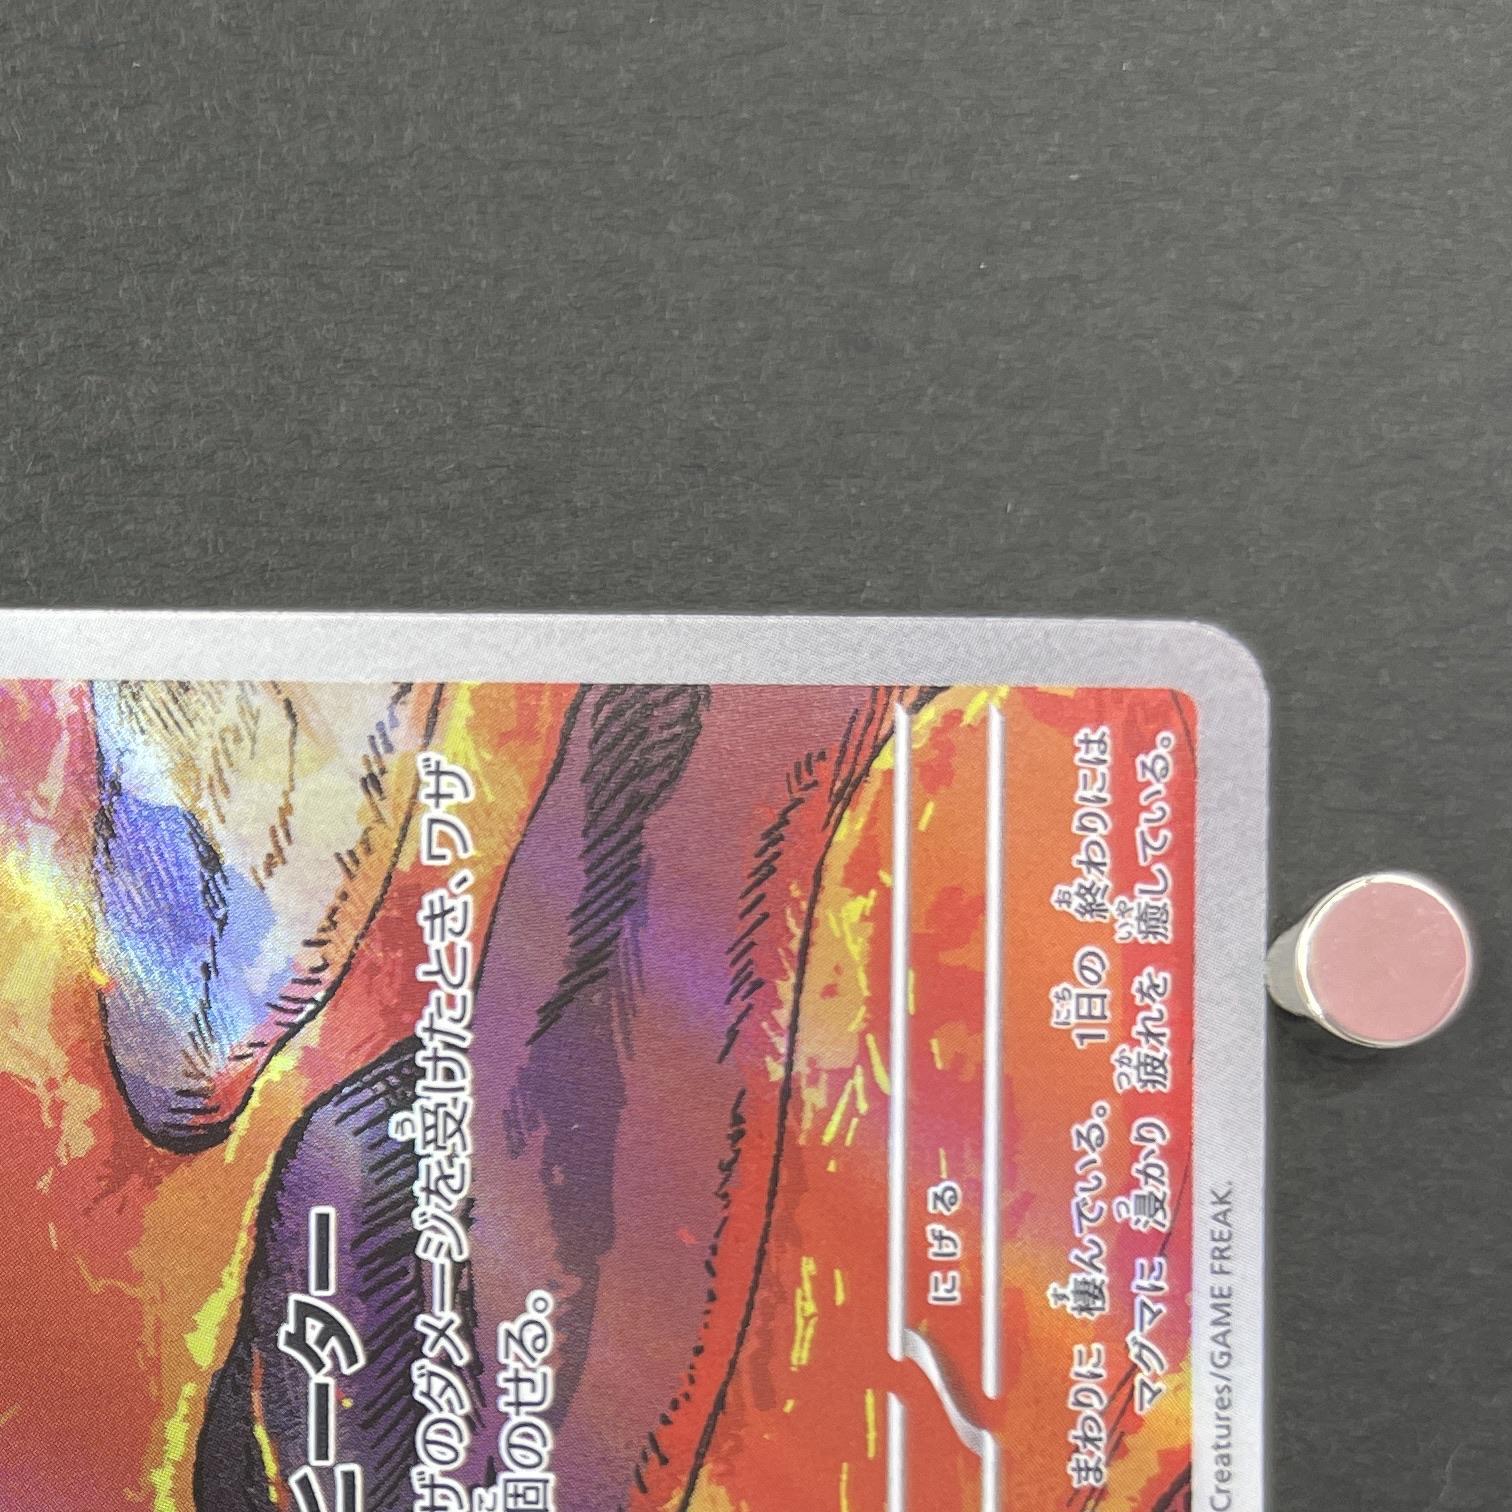 ミーター
ザのダメージを受けたとき、ワザ
個のせる。
にげる
まわりに 棲んでいる。 1日の 終わりには
マグマに 浸かり 疲れを 癒している。
Creatures/GAME FREAK.